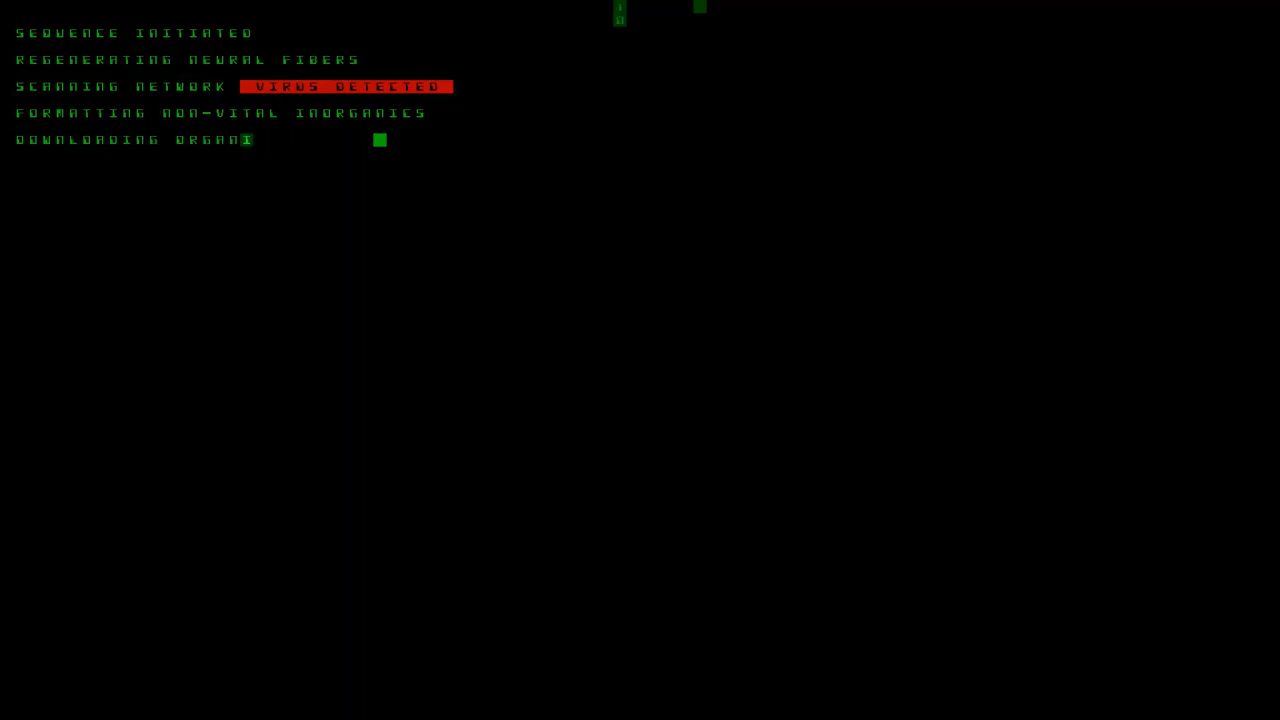 SEQUENCE INITIATED
REGENERATING NEURAL FIBERS
SCANNING NETWORK VIRUS DETECTED
FORMATTING NON-VITAL INORGANICS
DOWNLOADING ORGANI